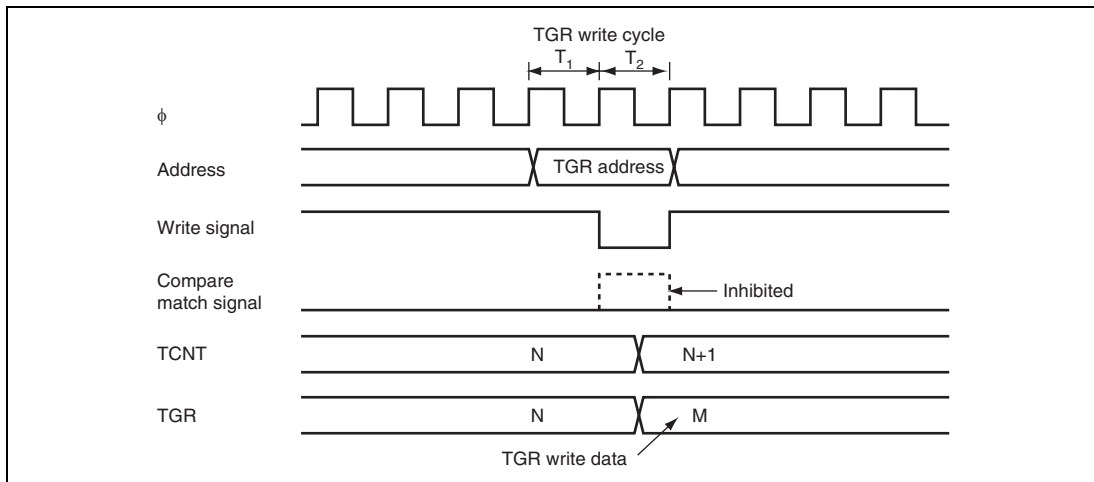 TGR write cycle
T1 T2
ϕ
Address TGR address
Write signal
Compare
match signal Inhibited
TCNT N N+1
TGR N M
TGR write data